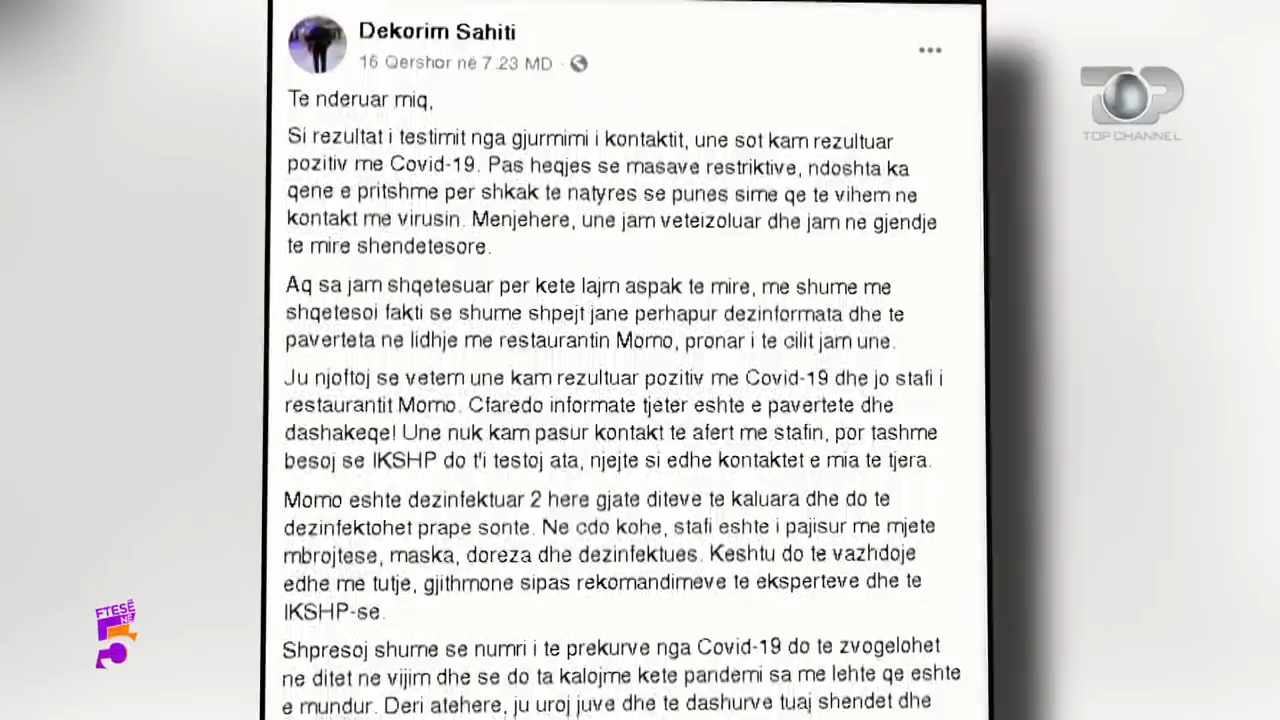 Dekorim Sahiti
16 Qershor në 7.23 MD ·
Te nderuar miq,
Si rezultat i testimit nga gjurmimi i kontaktit, une sot kam rezultuar
pozitiv me Covid-19. Pas heqjes se masave restriktive, ndoshta ka
qene e pritshme per shkak te natyres se punes sime qe te vihem ne
kontakt me virusin. Menjehere, une jam veteizoluar dhe jam ne gjendje
te mire shendetesore.
Aq sa jam shqetesuar per kete lajm aspak te mire, me shume me
shqetesoi fakti se shume shpejt jane perhapur dezinformata dhe te
paverteta ne lidhje me restaurantin Momo, pronar i te cilit jam une.
Ju njoftoj se vetem une kam rezultuar pozitiv me Covid-19 dhe jo stafi i
restaurantit Momo. Cfaredo informate tjeter eshte e pavertete dhe
dashakeqe! Une nuk kam pasur kontakt te afert me stafin, por tashme
besoj se IKSHP do t'i testoj ata, njejte si edhe kontaktet e mia te tjera.
Momo eshte dezinfektuar 2 here gjate diteve te kaluara dhe do te
dezinfektohet prape sonte. Ne cdo kohe, stafi eshte i pajisur me mjete
mbrojtese, maska, doreza dhe dezinfektues. Keshtu do te vazhdoje
edhe me tutje, gjithmone sipas rekomandimeve te eksperteve dhe te
IKSHP-se.
Shpresoj shume se numri i te prekurve nga Covid-19 do te zvogelohet
ne ditet ne vijim dhe se do ta kalojme kete pandemi sa me lehte qe eshte
e mundur. Deri atehere, ju uroj juve dhe te dashurve tuaj shendet dhe
TOP CHANNEL
FTESË
NË
5